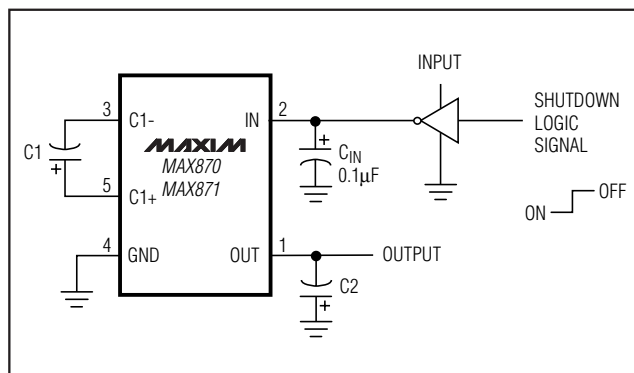 INPUT
SHUTDOWN
LOGIC
SIGNAL
3
C1-
IN
2
MAXIM
MAX870
MAX871
C1
+
+
CIN
0.1µF
5
C1+
ON
OFF
4
GND
OUT
1
OUTPUT
C2
+